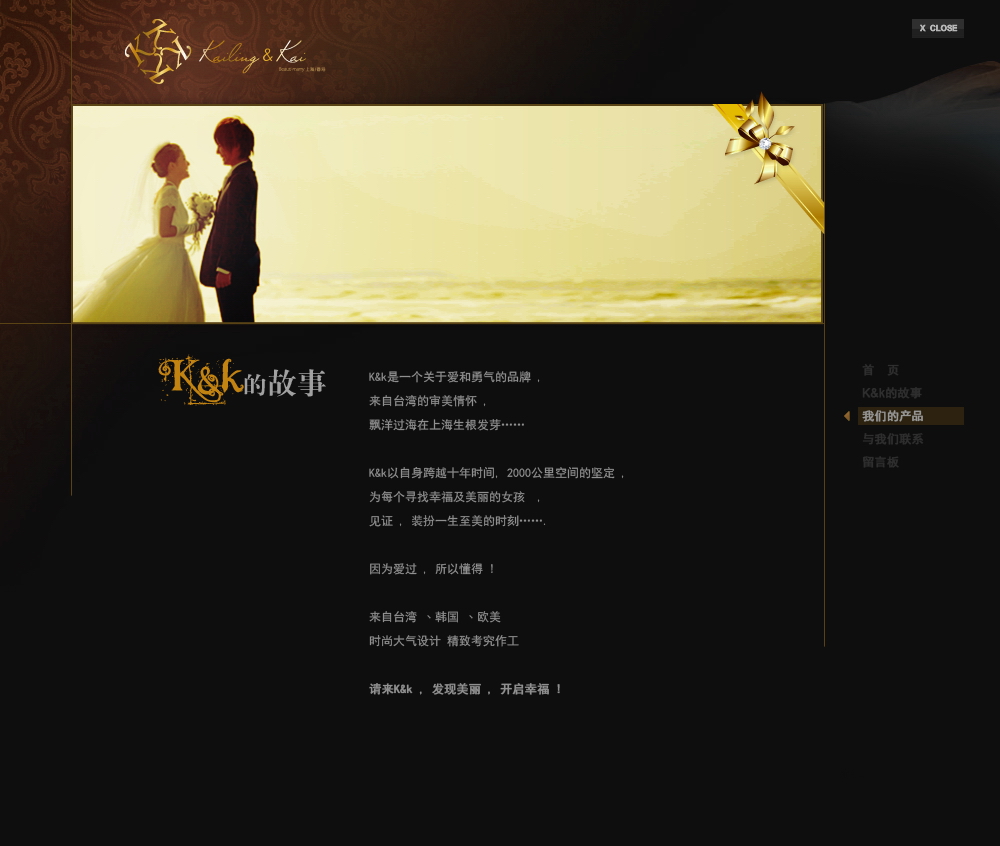 X CLOSE
Kailing & Kai
K&k的故事
K&k是一个关于爱和勇气的品牌，
来自台湾的审美情怀，
飘洋过海在上海生根发芽……
K&k以自身跨越十年时间, 2000公里空间的坚定，
为每个寻找幸福及美丽的女孩 ，
见证， 装扮一生至美的时刻…….
因为爱过， 所以懂得！
来自台湾 、韩国 、欧美
时尚大气设计 精致考究作工
请来K&k， 发现美丽， 开启幸福！
首 页
K&k的故事
我们的产品
与我们联系
留言板